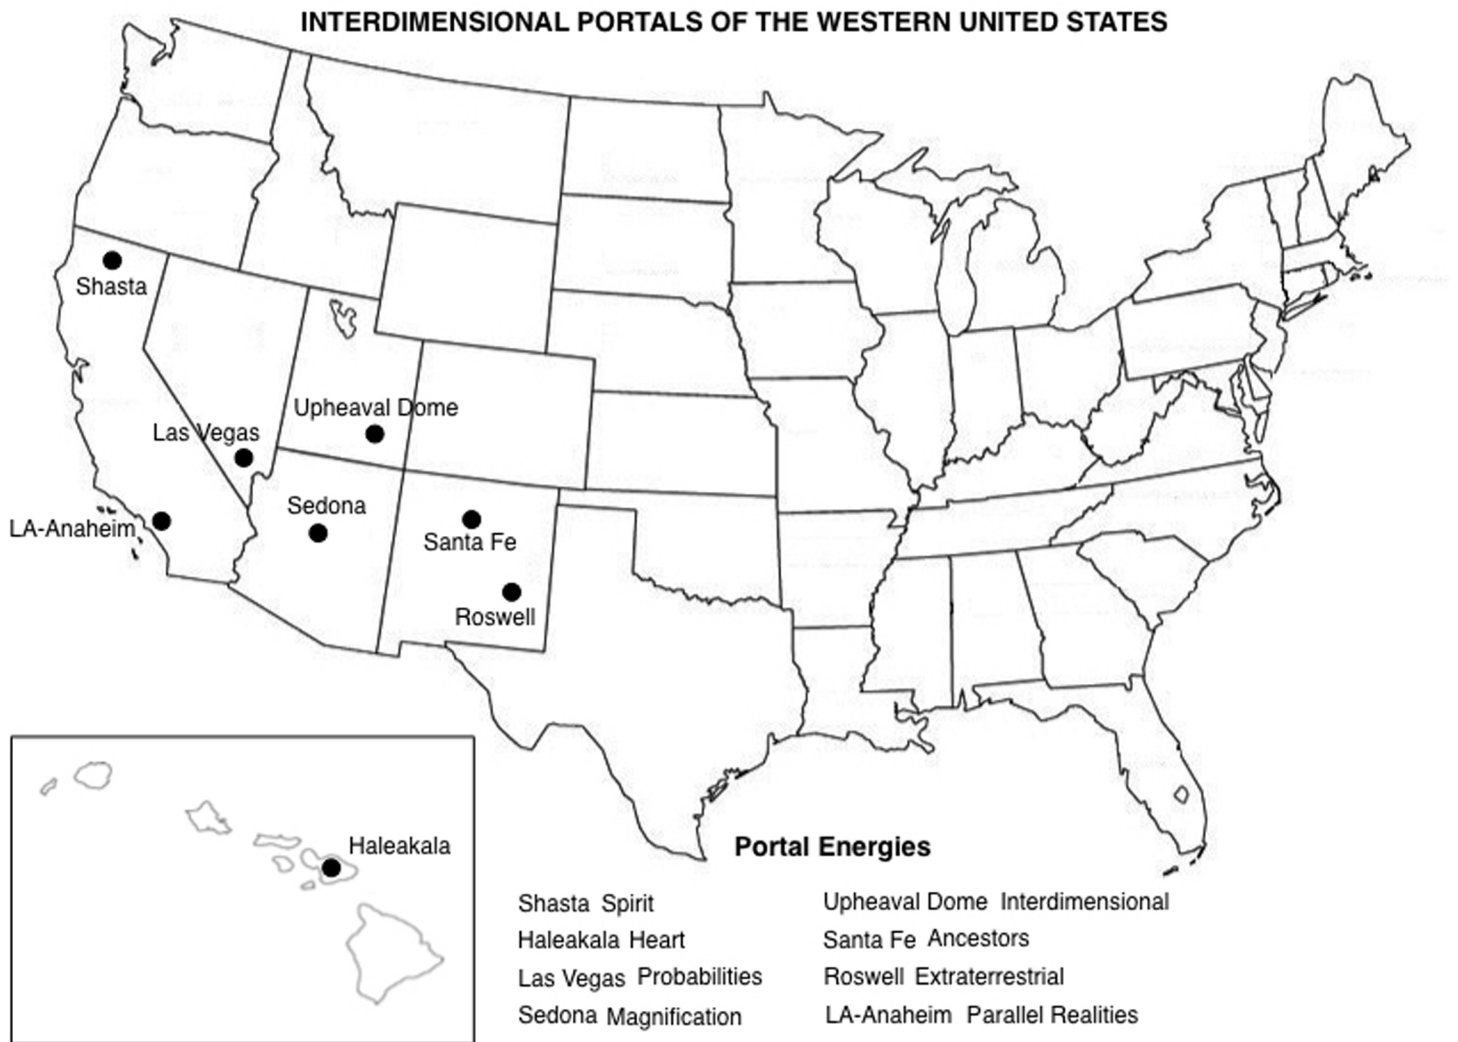 INTERDIMENSIONAL PORTALS OF THE WESTERN UNITED STATES
Shasta
Upheaval Dome
Las Vegas
Sedona
LA-Anaheim
Santa Fe
Roswell
Haleakala
Portal Energies
Shasta Spirit
Haleakala Heart
Las Vegas Probabilities
Sedona Magnification
Upheaval Dome Interdimensional
Santa Fe Ancestors
Roswell Extraterrestrial
LA-Anaheim Parallel Realities